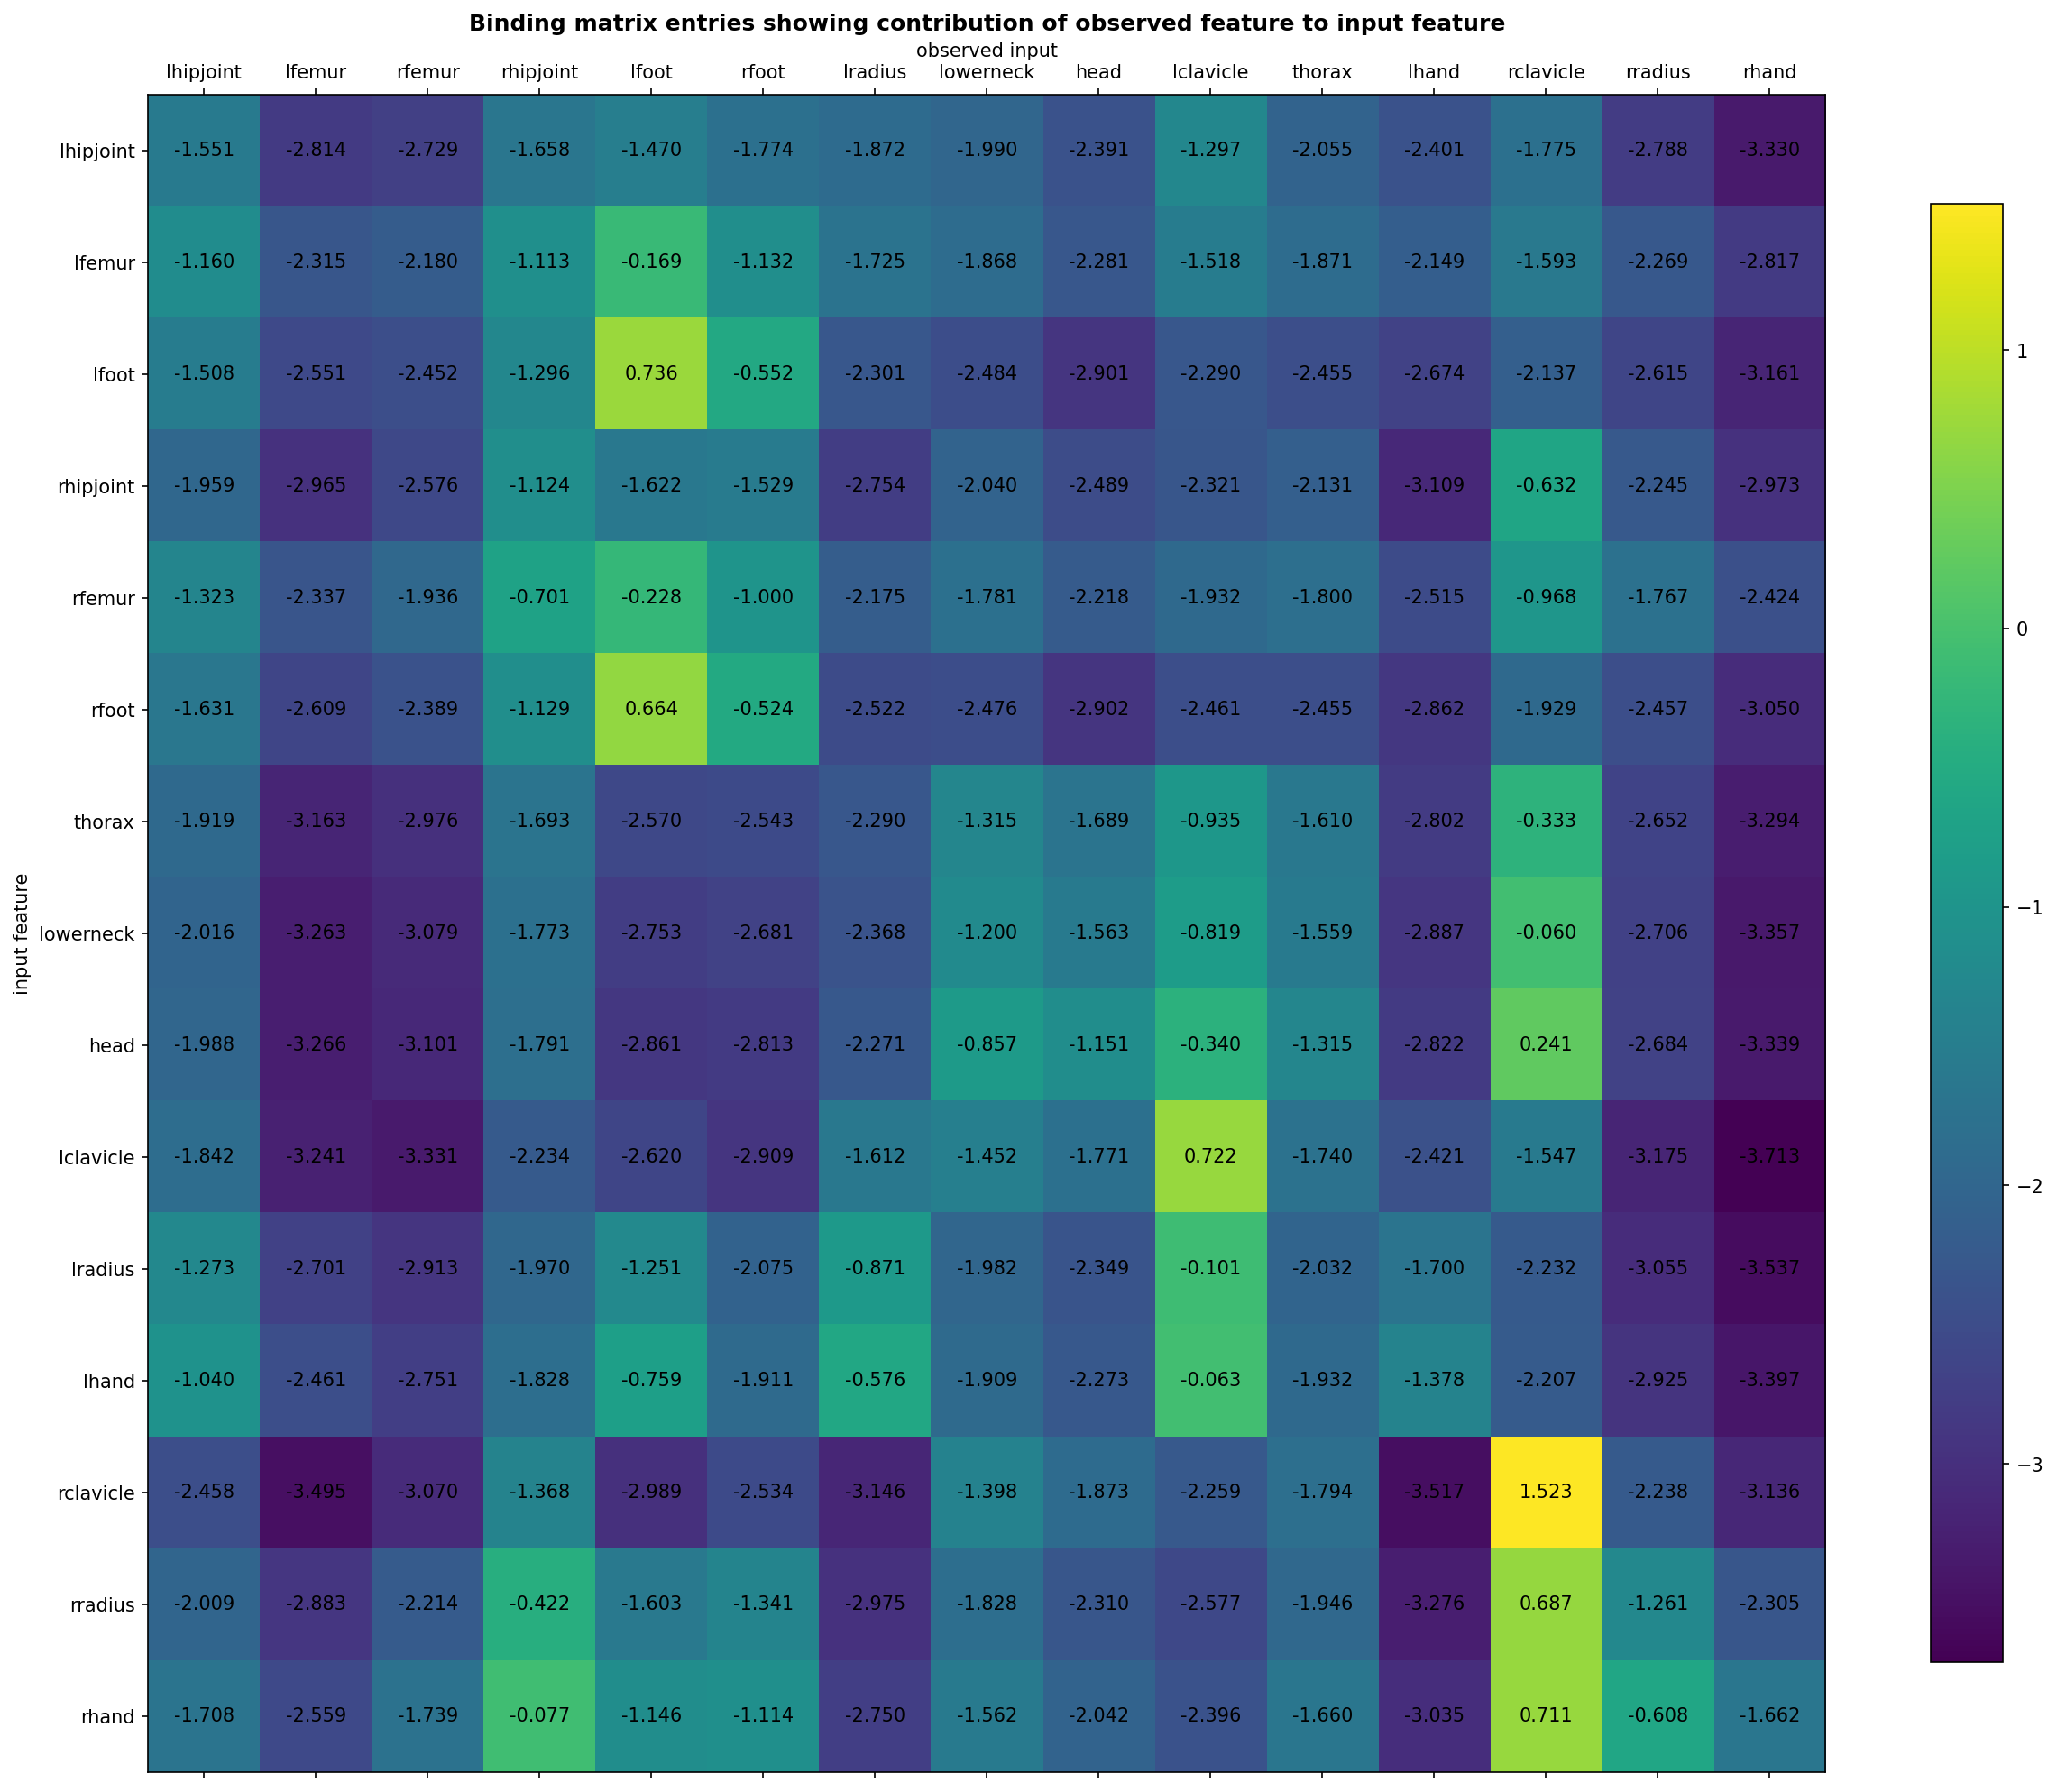 Binding matrix entries showing contribution of observed feature to input feature
observed input
lhipjoint lfemur rfemur rhipjoint lfoot rfoot lradius lowerneck head lclavicle thorax lhand rclavicle rradius rhand
lhipjoint -1.551 -2.814 -2.729 -1.658 -1.470 -1.774 -1.872 -1.990 -2.391 -1.297 -2.055 -2.401 -1.775 -2.788 -3.330
lfemur -1.160 -2.315 -2.180 -1.113 -0.169 -1.132 -1.725 -1.868 -2.281 -1.518 -1.871 -2.149 -1.593 -2.269 -2.817
lfoot -1.508 -2.551 -2.452 -1.296 0.736 -0.552 -2.301 -2.484 -2.901 -2.290 -2.455 -2.674 -2.137 -2.615 -3.161
rhipjoint -1.959 -2.965 -2.576 -1.124 -1.622 -1.529 -2.754 -2.040 -2.489 -2.321 -2.131 -3.109 -0.632 -2.245 -2.973
rfemur -1.323 -2.337 -1.936 -0.701 -0.228 -1.000 -2.175 -1.781 -2.218 -1.932 -1.800 -2.515 -0.968 -1.767 -2.424
rfoot -1.631 -2.609 -2.389 -1.129 0.664 -0.524 -2.522 -2.476 -2.902 -2.461 -2.455 -2.862 -1.929 -2.457 -3.050
thorax -1.919 -3.163 -2.976 -1.693 -2.570 -2.543 -2.290 -1.315 -1.689 -0.935 -1.610 -2.802 -0.333 -2.652 -3.294
lowerneck -2.016 -3.263 -3.079 -1.773 -2.753 -2.681 -2.368 -1.200 -1.563 -0.819 -1.559 -2.887 -0.060 -2.706 -3.357
head -1.988 -3.266 -3.101 -1.791 -2.861 -2.813 -2.271 -0.857 -1.151 -0.340 -1.315 -2.822 0.241 -2.684 -3.339
lclavicle -1.842 -3.241 -3.331 -2.234 -2.620 -2.909 -1.612 -1.452 -1.771 0.722 -1.740 -2.421 -1.547 -3.175 -3.713
lradius -1.273 -2.701 -2.913 -1.970 -1.251 -2.075 -0.871 -1.982 -2.349 -0.101 -2.032 -1.700 -2.232 -3.055 -3.537
lhand -1.040 -2.461 -2.751 -1.828 -0.759 -1.911 -0.576 -1.909 -2.273 -0.063 -1.932 -1.378 -2.207 -2.925 -3.397
rclavicle -2.458 -3.495 -3.070 -1.368 -2.989 -2.534 -3.146 -1.398 -1.873 -2.259 -1.794 -3.517 1.523 -2.238 -3.136
rradius -2.009 -2.883 -2.214 -0.422 -1.603 -1.341 -2.975 -1.828 -2.310 -2.577 -1.946 -3.276 0.687 -1.261 -2.305
rhand -1.708 -2.559 -1.739 -0.077 -1.146 -1.114 -2.750 -1.562 -2.042 -2.396 -1.660 -3.035 0.711 -0.608 -1.662
input feature
1
0
−1
−2
−3